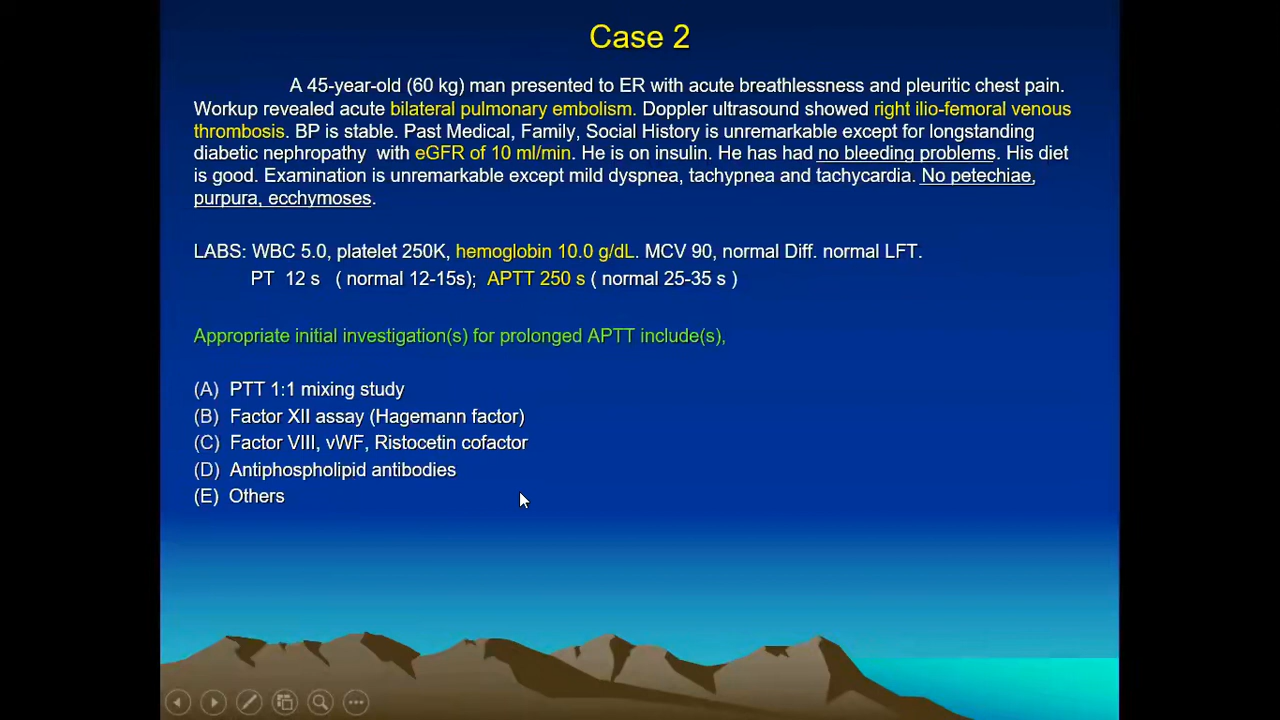 Case 2
A 45-year-old (60 kg) man presented to ER with acute breathlessness and pleuritic chest pain.
Workup revealed acute bilateral pulmonary embolism. Doppler ultrasound showed right ilio-femoral venous
thrombosis. BP is stable. Past Medical, Family, Social History is unremarkable except for longstanding
diabetic nephropathy with eGFR of 10 ml/min. He is on insulin. He has had no bleeding problems. His diet
is good. Examination is unremarkable except mild dyspnea, tachypnea and tachycardia. No petechiae,
purpura, ecchymoses.
LABS: WBC 5.0, platelet 250K, hemoglobin 10.0 g/dL. MCV 90, normal Diff. normal LFT.
PT 12 s ( normal 12-15s); APTT 250 s ( normal 25-35 s )
Appropriate initial investigation(s) for prolonged APTT include(s),
(A) PTT 1:1 mixing study
(B) Factor XII assay (Hagemann factor)
(C) Factor VIII, vWF, Ristocetin cofactor
(D) Antiphospholipid antibodies
(E) Others